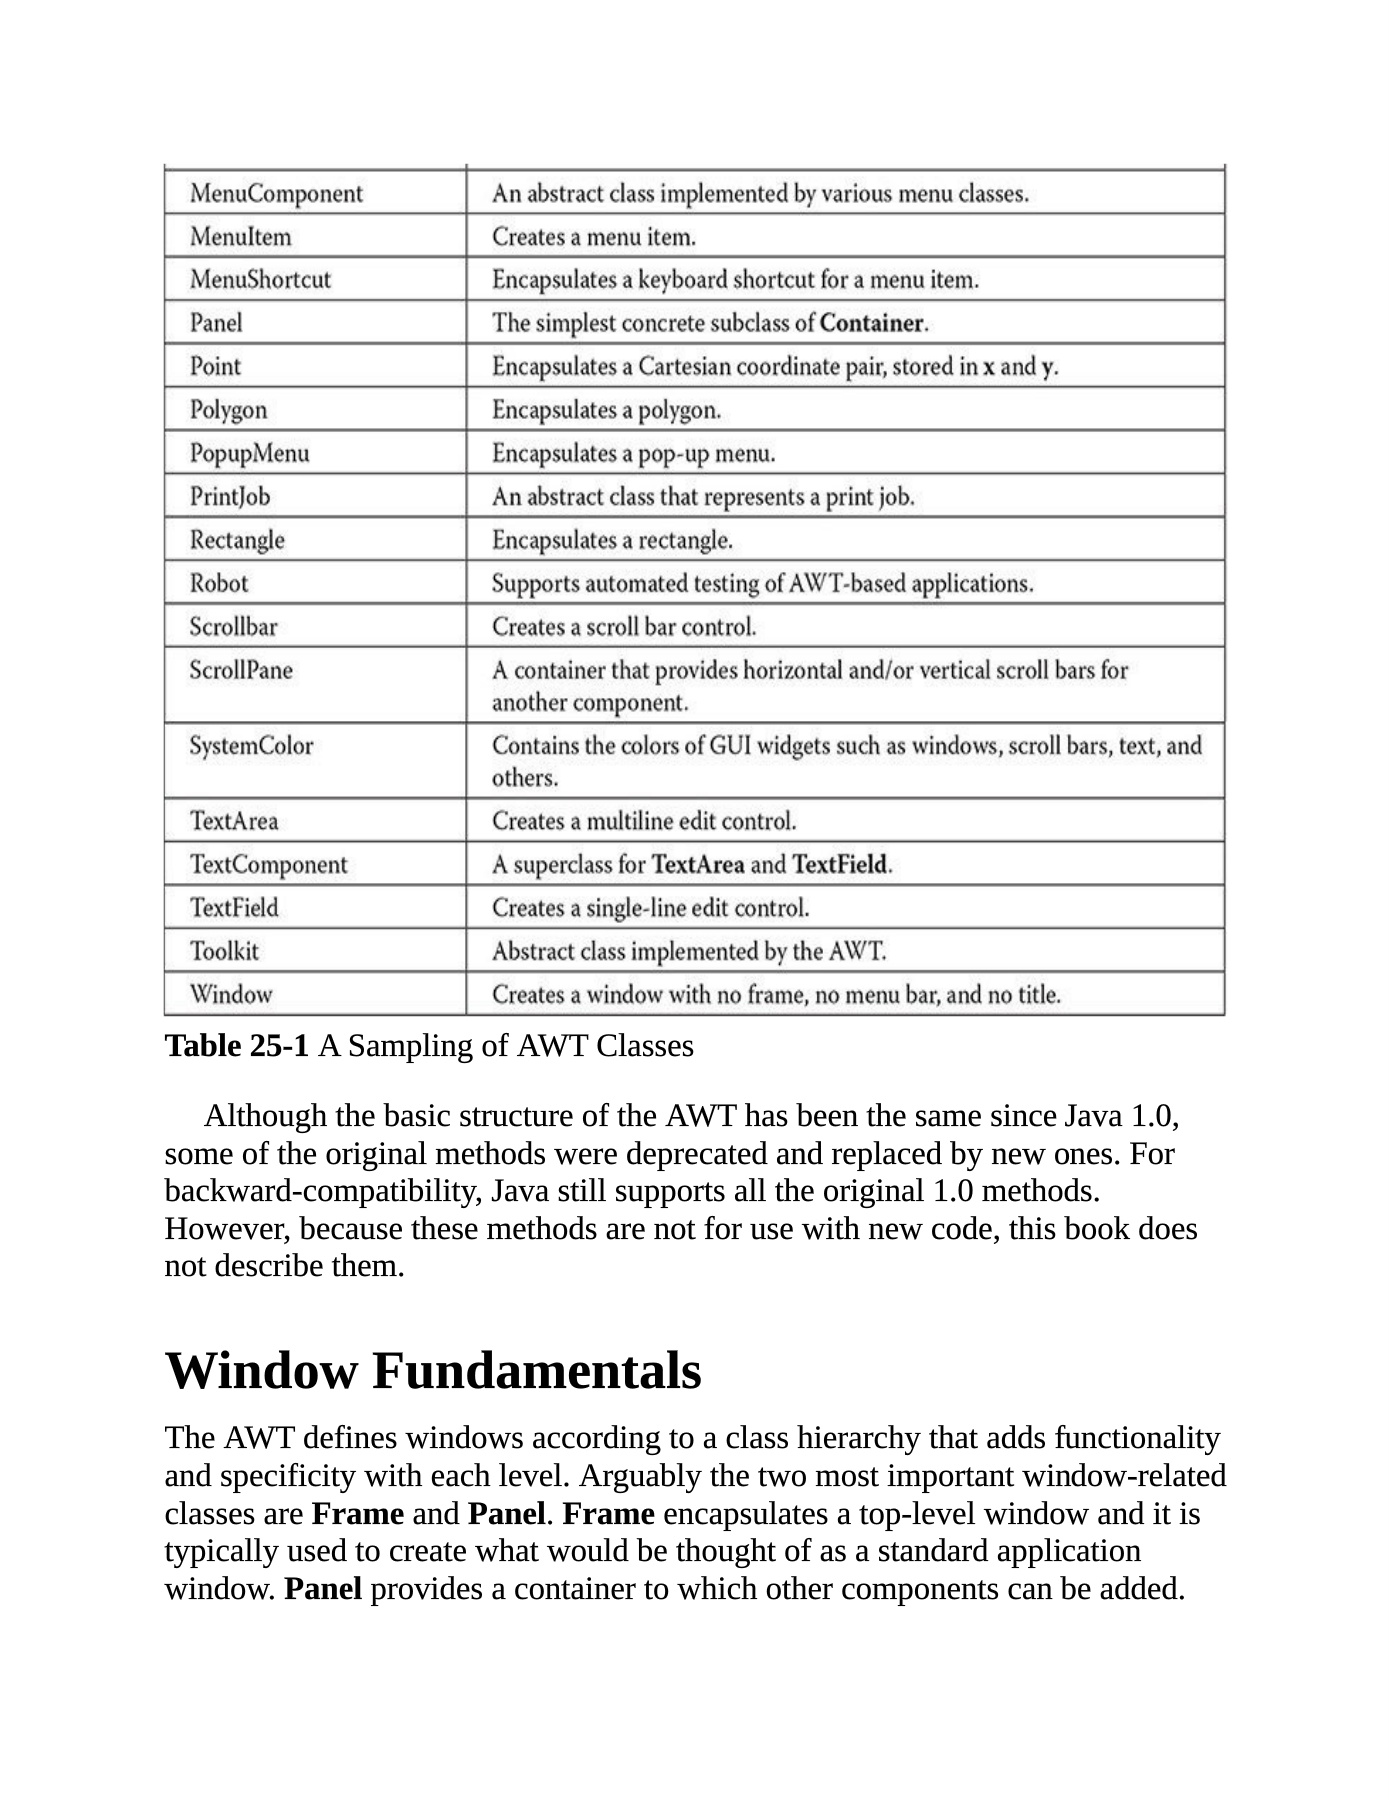 MenuComponent An abstract class implemented by various menu classes.
MenuItem Creates a menu item.
MenuShortcut Encapsulates a keyboard shortcut for a menu item.
Panel The simplest concrete subclass of Container.
Point Encapsulates a Cartesian coordinate pair, stored in x and y.
Polygon Encapsulates a polygon.
PopupMenu Encapsulates a pop-up menu.
PrintJob An abstract class that represents a print job.
Rectangle Encapsulates a rectangle.
Robot Supports automated testing of AWT-based applications.
Scrollbar Creates a scroll bar control.
ScrollPane A container that provides horizontal and/or vertical scroll bars for
another component.
SystemColor Contains the colors of GUI widgets such as windows, scroll bars, text, and
others.
TextArea Creates a multiline edit control.
TextComponent A superclass for TextArea and TextField.
TextField Creates a single-line edit control.
Toolkit Abstract class implemented by the AWT.
Window Creates a window with no frame, no menu bar, and no title.
Table 25-1 A Sampling of AWT Classes
Although the basic structure of the AWT has been the same since Java 1.0,
some of the original methods were deprecated and replaced by new ones. For
backward-compatibility, Java still supports all the original 1.0 methods.
However, because these methods are not for use with new code, this book does
not describe them.
Window Fundamentals
The AWT defines windows according to a class hierarchy that adds functionality
and specificity with each level. Arguably the two most important window-related
classes are Frame and Panel. Frame encapsulates a top-level window and it is
typically used to create what would be thought of as a standard application
window. Panel provides a container to which other components can be added.